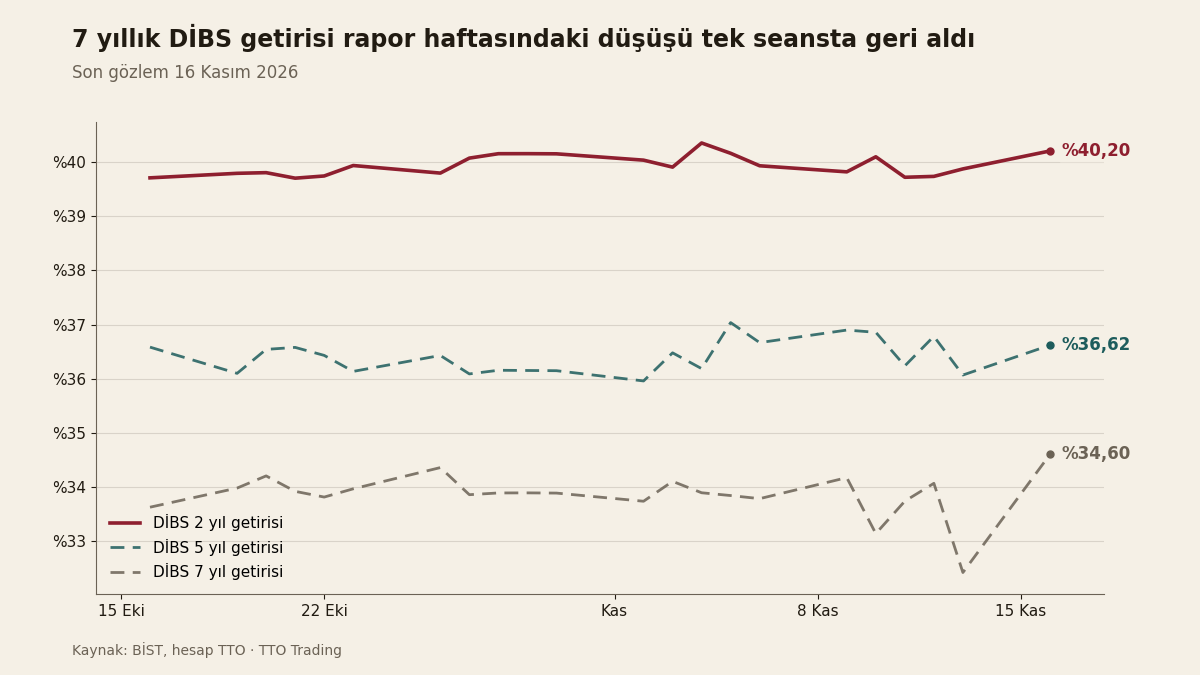 7 yıllık DİBS getirisi rapor haftasındaki düşüşü tek seansta geri aldı
Son gözlem 16 Kasım 2026
%40
%39
%38
%37
%36
%35
%34
%33
%40,20
%36,62
%34,60
DİBS 2 yıl getirisi
DİBS 5 yıl getirisi
DİBS 7 yıl getirisi
15 Eki
22 Eki
Kas
8 Kas
15 Kas
Kaynak: BİST, hesap TTO · TTO Trading